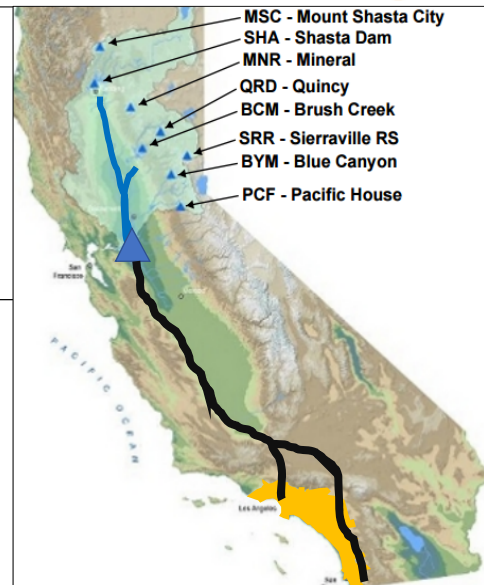 MSC - Mount Shasta City
SHA - Shasta Dam
MNR - Mineral
QRD - Quincy
BCM - Brush Creek
SRR - Sierraville RS
BYM - Blue Canyon
PCF - Pacific House
San
Francisco
PACIFIC OCEAN
Los Angeles
San